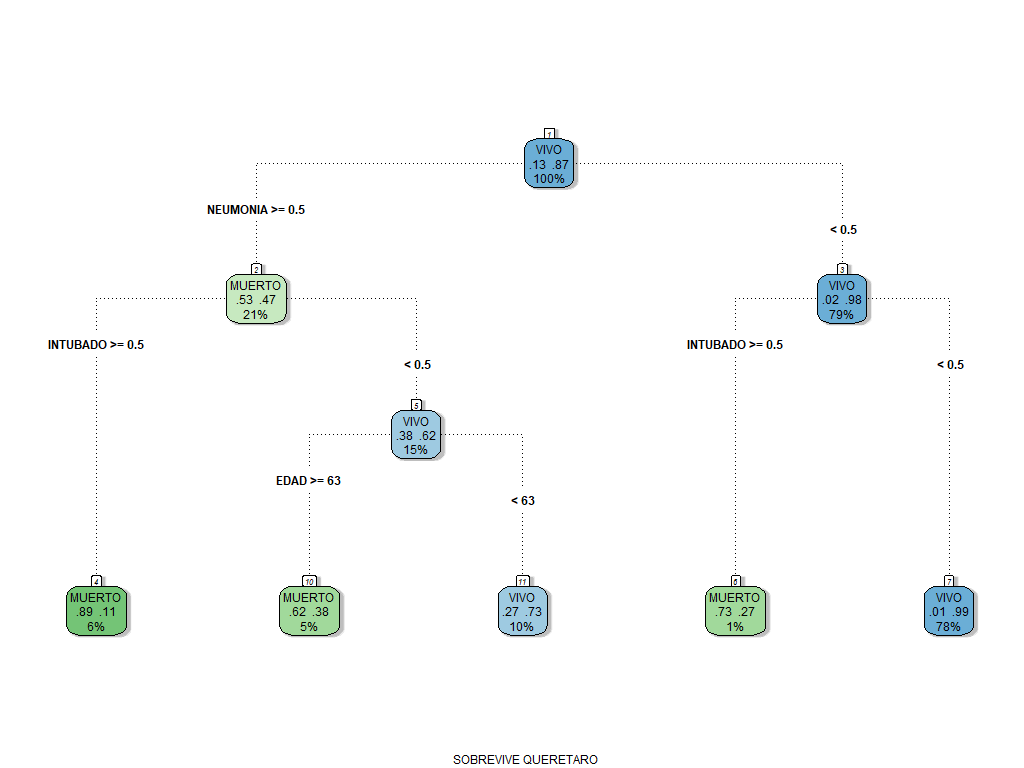 1
VIVO
.13 .87
100%
NEUMONIA >= 0.5
< 0.5
2
MUERTO
.53 .47
21%
3
VIVO
.02 .98
79%
INTUBADO >= 0.5
< 0.5
INTUBADO >= 0.5
< 0.5
5
VIVO
.38 .62
15%
EDAD >= 63
< 63
4
MUERTO
.89 .11
6%
10
MUERTO
.62 .38
5%
11
VIVO
.27 .73
10%
6
MUERTO
.73 .27
1%
7
VIVO
.01 .99
78%
SOBREVIVE QUERETARO